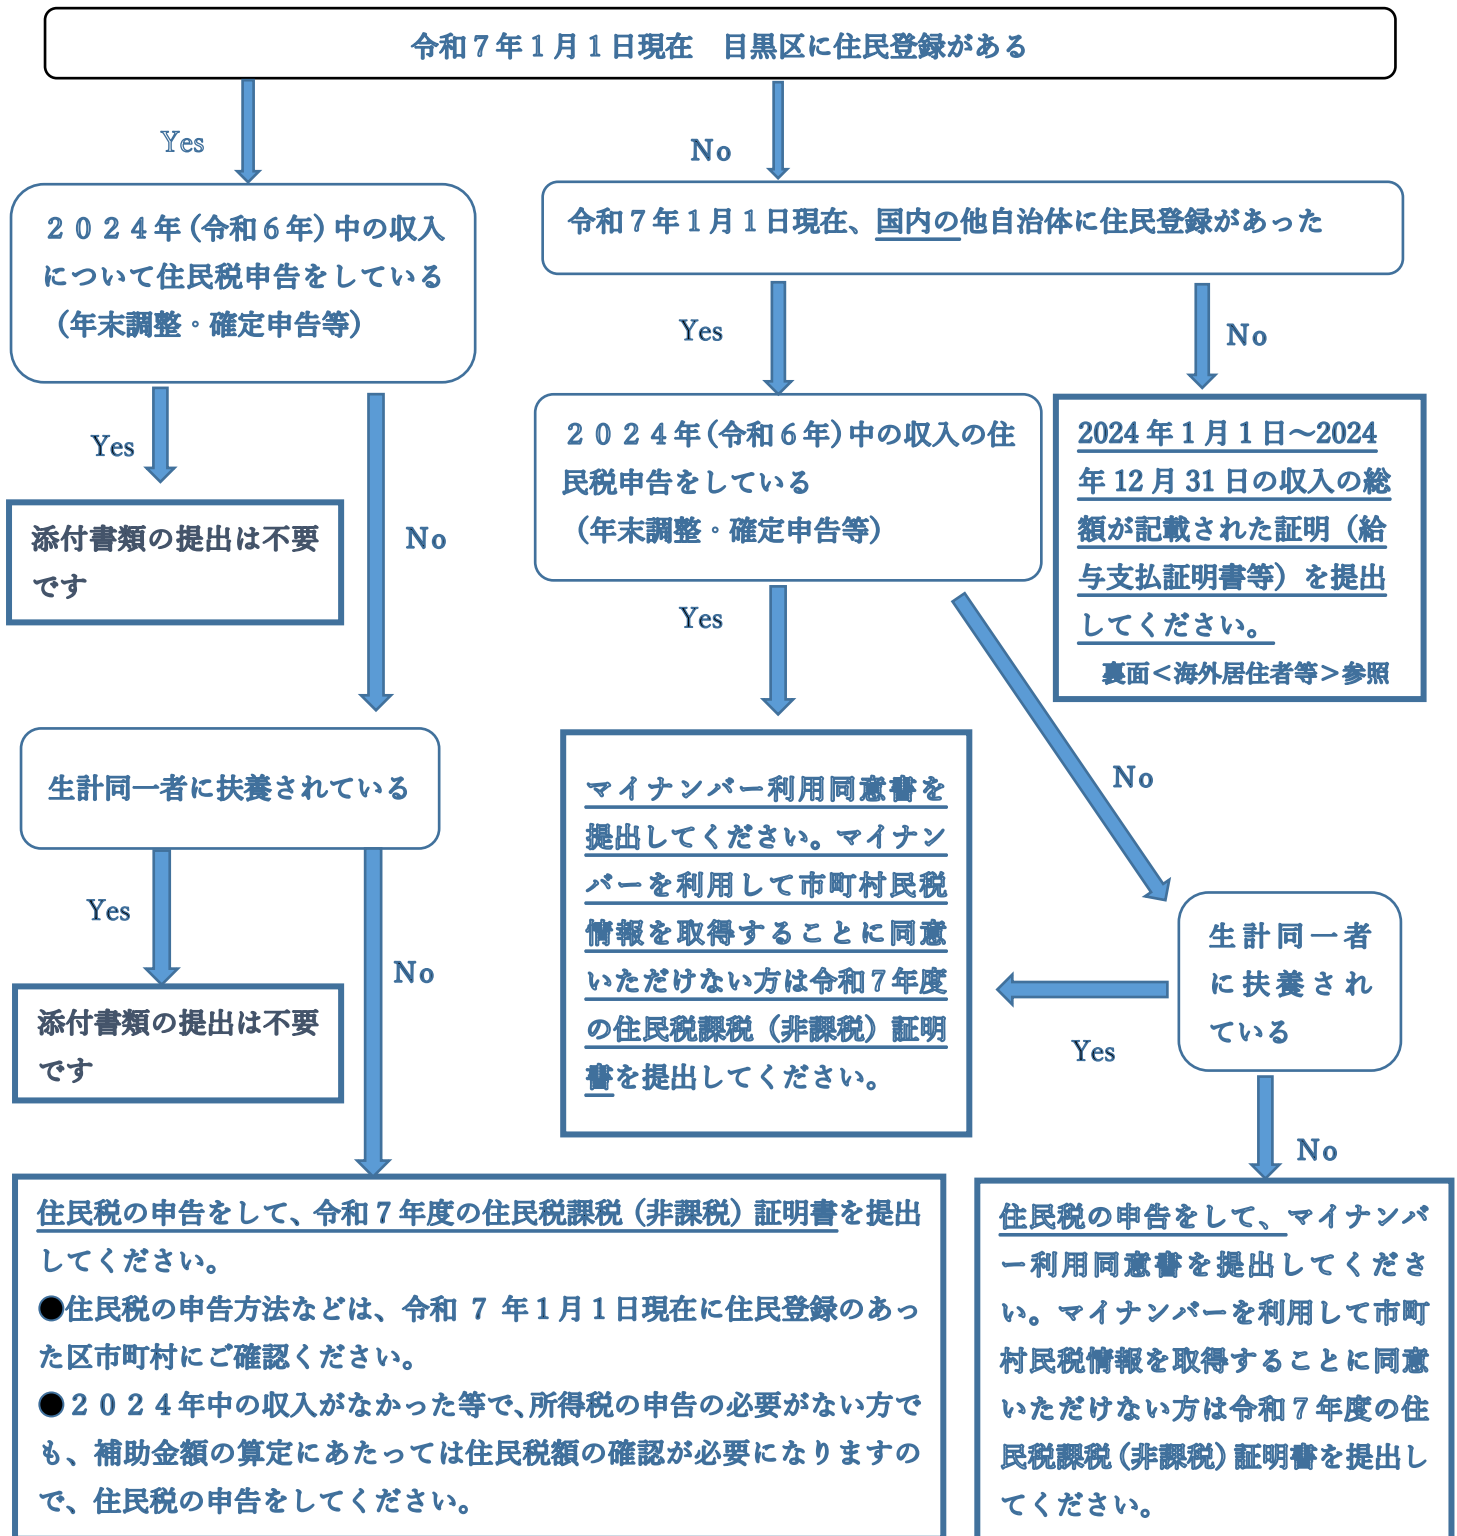 令和７年１月１日現在　目黒区に住民登録がある
Yes
No
２０２４年（令和６年）中の収入
について住民税申告をしている
（年末調整・確定申告等）
令和７年１月１日現在、国内の他自治体に住民登録があった
Yes
No
Yes
No
２０２４年（令和６年）中の収入の住
民税申告をしている
（年末調整・確定申告等）
2024 年 1 月 1 日～2024
年 12 月 31 日の収入の総
額が記載された証明（給
与支払証明書等）を提出
してください。
裏面＜海外居住者等＞参照
添付書類の提出は不要
です
Yes
No
生計同一者に扶養されている
マイナンバー利用同意書を
提出してください。マイナン
バーを利用して市町村民税
情報を取得することに同意
いただけない方は令和７年度
の住民税課税（非課税）証明
書を提出してください。
Yes
No
生計同一者
に扶養され
ている
Yes
No
添付書類の提出は不要
です
住民税の申告をして、令和７年度の住民税課税（非課税）証明書を提出
してください。
●住民税の申告方法などは、令和 ７ 年１月１日現在に住民登録のあっ
た区市町村にご確認ください。
●２０２４年中の収入がなかった等で、所得税の申告の必要がない方で
も、補助金額の算定にあたっては住民税額の確認が必要になりますの
で、住民税の申告をしてください。
住民税の申告をして、マイナンバ
ー利用同意書を提出してくださ
い。マイナンバーを利用して市町
村民税情報を取得することに同意
いただけない方は令和７年度の住
民税課税（非課税）証明書を提出し
てください。